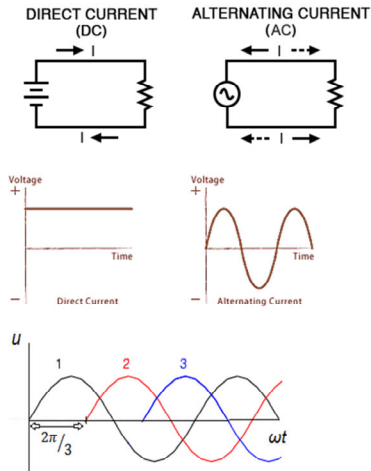 DIRECT CURRENT
(DC)
I
I
ALTERNATING CURRENT
(AC)
I
I
Voltage
+
Time
−
Direct Current
Voltage
+
Time
−
Alternating Current
u
1
2
3
2π/3
ωt